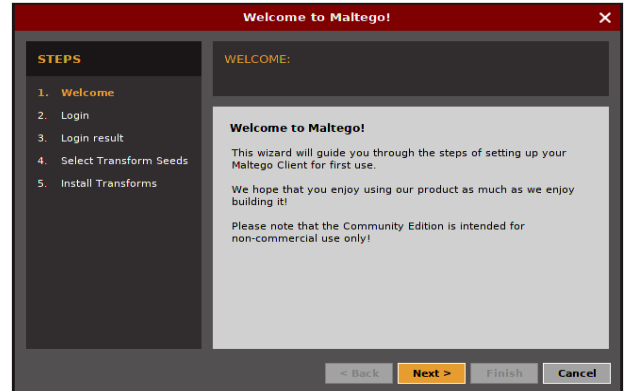 Welcome to Maltego!
STEPS
1. Welcome
2. Login
3. Login result
4. Select Transform Seeds
5. Install Transforms
WELCOME:
Welcome to Maltego!
This wizard will guide you through the steps of setting up your
Maltego Client for first use.
We hope that you enjoy using our product as much as we enjoy
building it!
Please note that the Community Edition is intended for
non-commercial use only!
< Back
Next >
Finish
Cancel